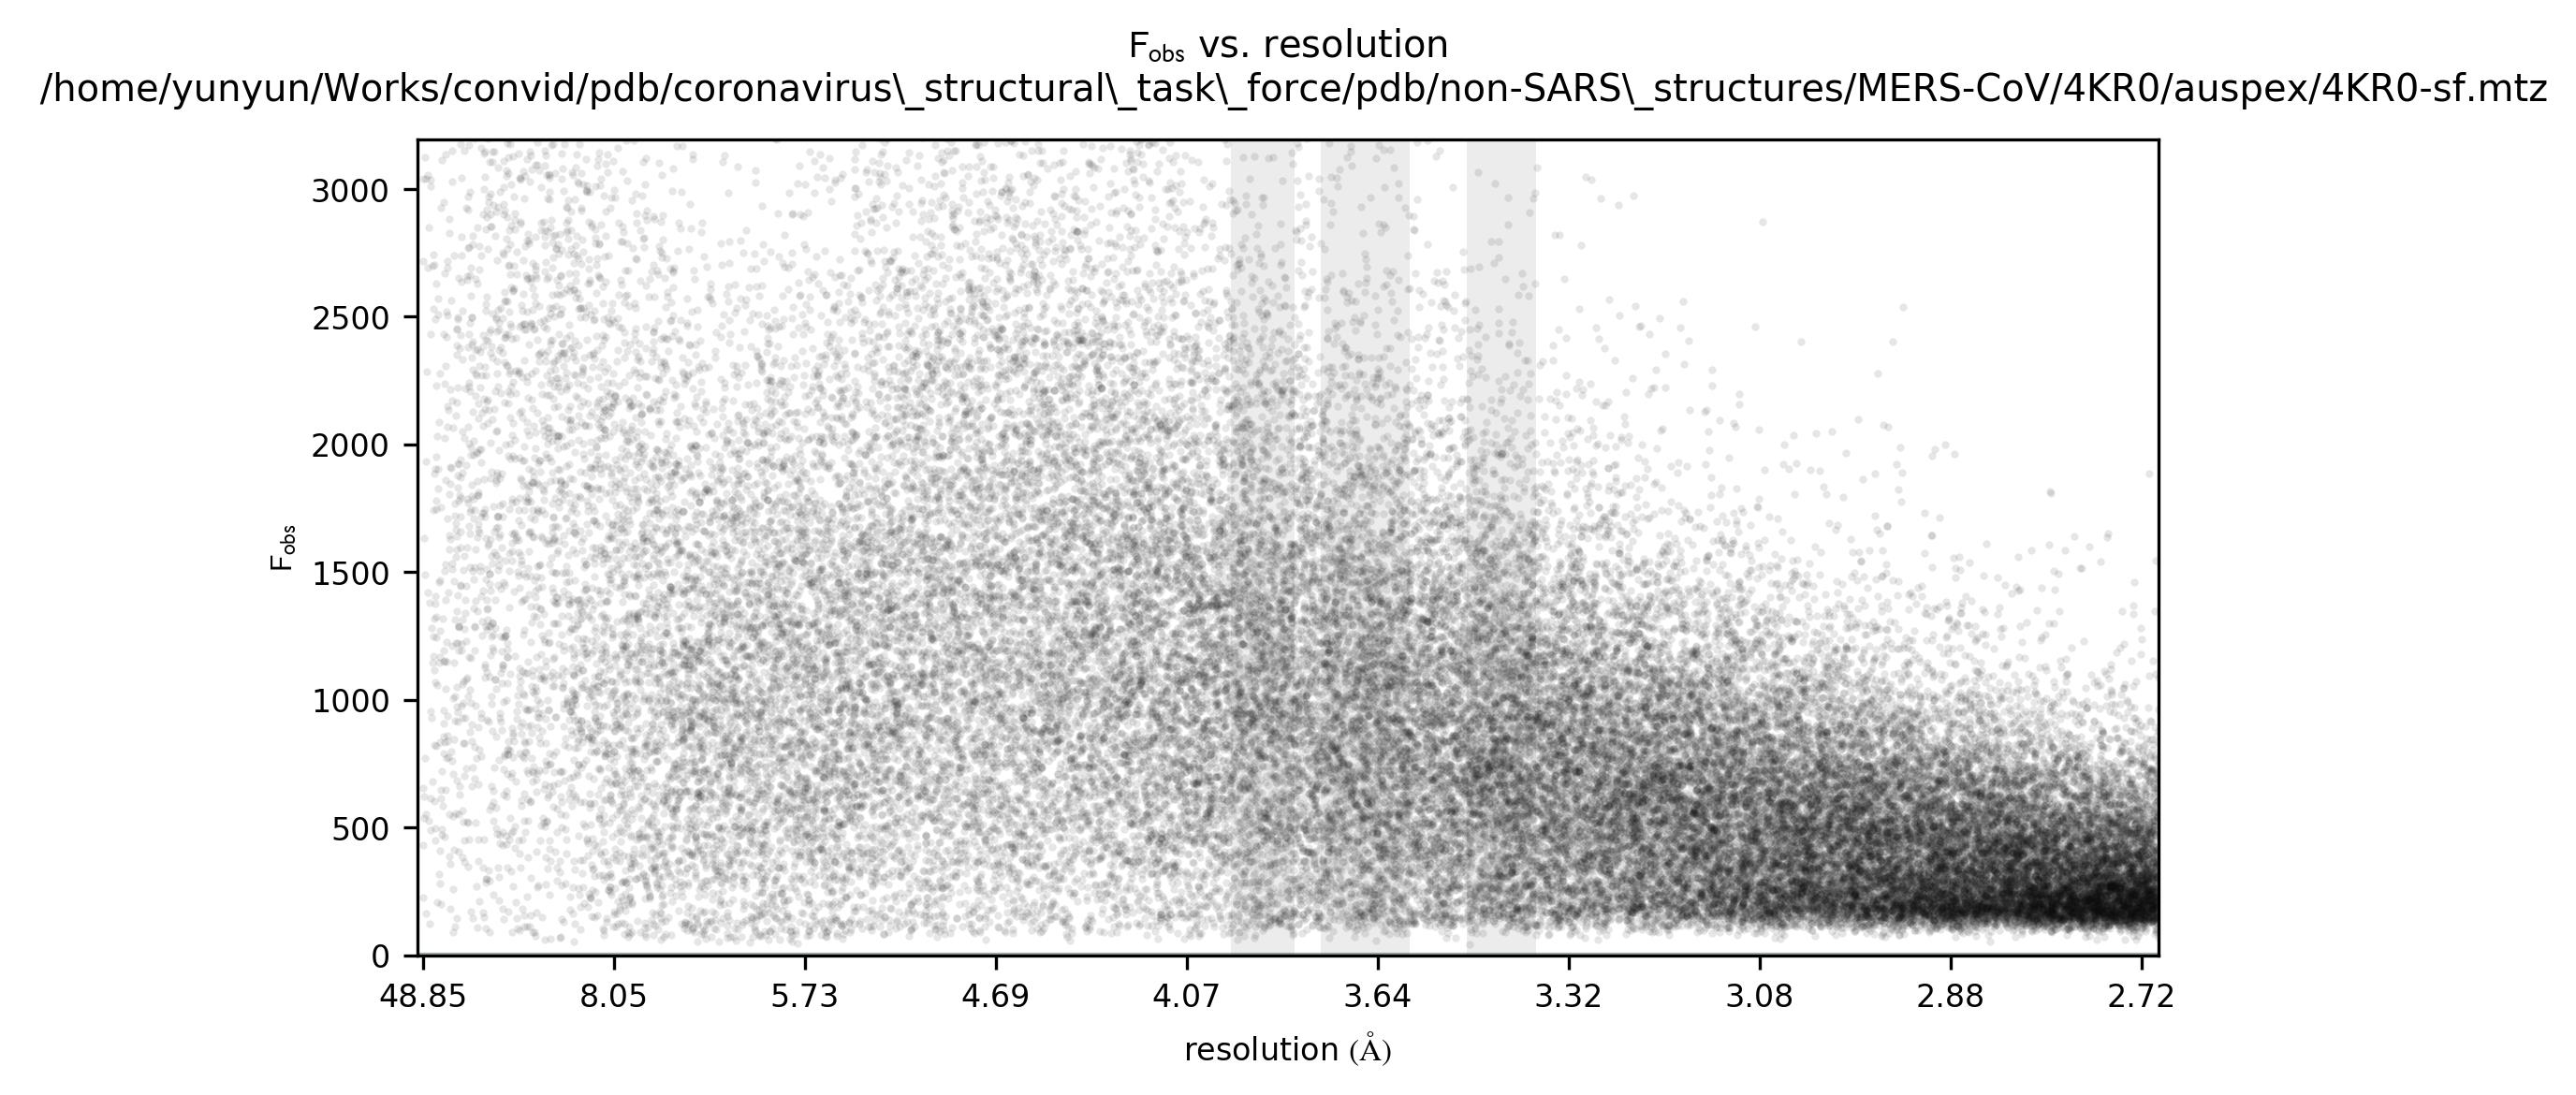 Fobs vs. resolution
/home/yunyun/Works/convid/pdb/coronavirus\_structural\_task\_force/pdb/non-SARS\_structures/MERS-CoV/4KR0/auspex/4KR0-sf.mtz
3000
2500
2000
1500
1000
500
0
Fobs
48.85 8.05 5.73 4.69 4.07 3.64 3.32 3.08 2.88 2.72
resolution (Å)